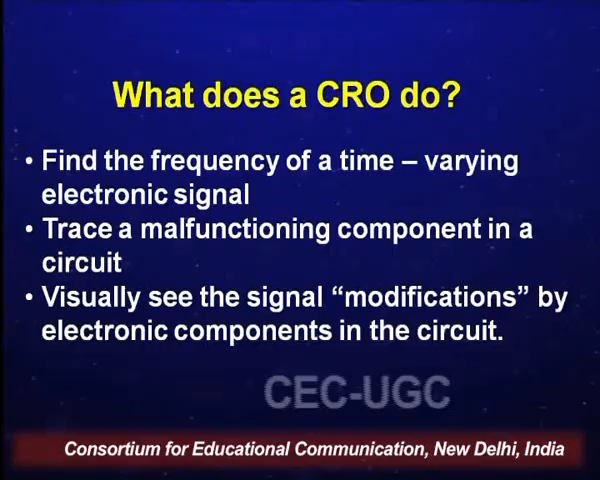 What does a CRO do?
• Find the frequency of a time – varying
electronic signal
• Trace a malfunctioning component in a
circuit
• Visually see the signal “modifications” by
electronic components in the circuit.
CEC-UGC
Consortium for Educational Communication, New Delhi, India